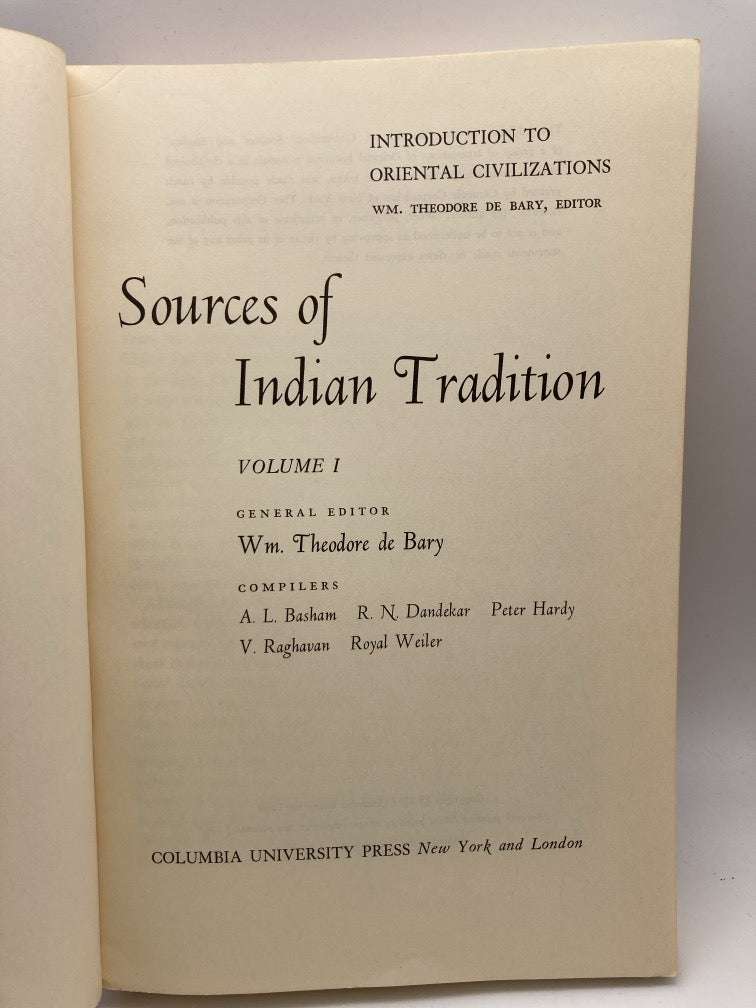 INTRODUCTION TO
ORIENTAL CIVILIZATIONS
WM. THEODORE DE BARY, EDITOR
Sources of
Indian Tradition
VOLUME I
GENERAL EDITOR
Wm. Theodore de Bary
COMPILERS
A. L. Basham R. N. Dandekar Peter Hardy
V. Raghavan Royal Weiler
COLUMBIA UNIVERSITY PRESS New York and London